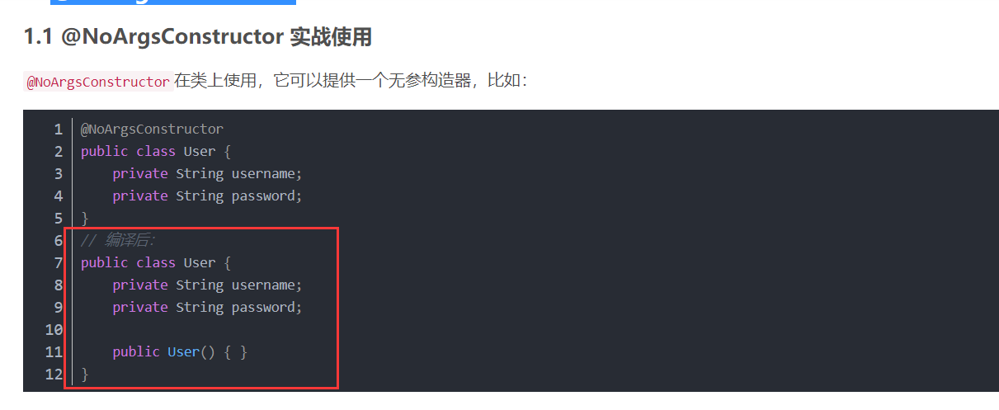 1.1 @NoArgsConstructor 实战使用
@NoArgsConstructor 在类上使用，它可以提供一个无参构造器，比如：
1 @NoArgsConstructor
2 public class User {
3     private String username;
4     private String password;
5 }
6 // 编译后：
7 public class User {
8     private String username;
9     private String password;
10
11     public User() { }
12 }